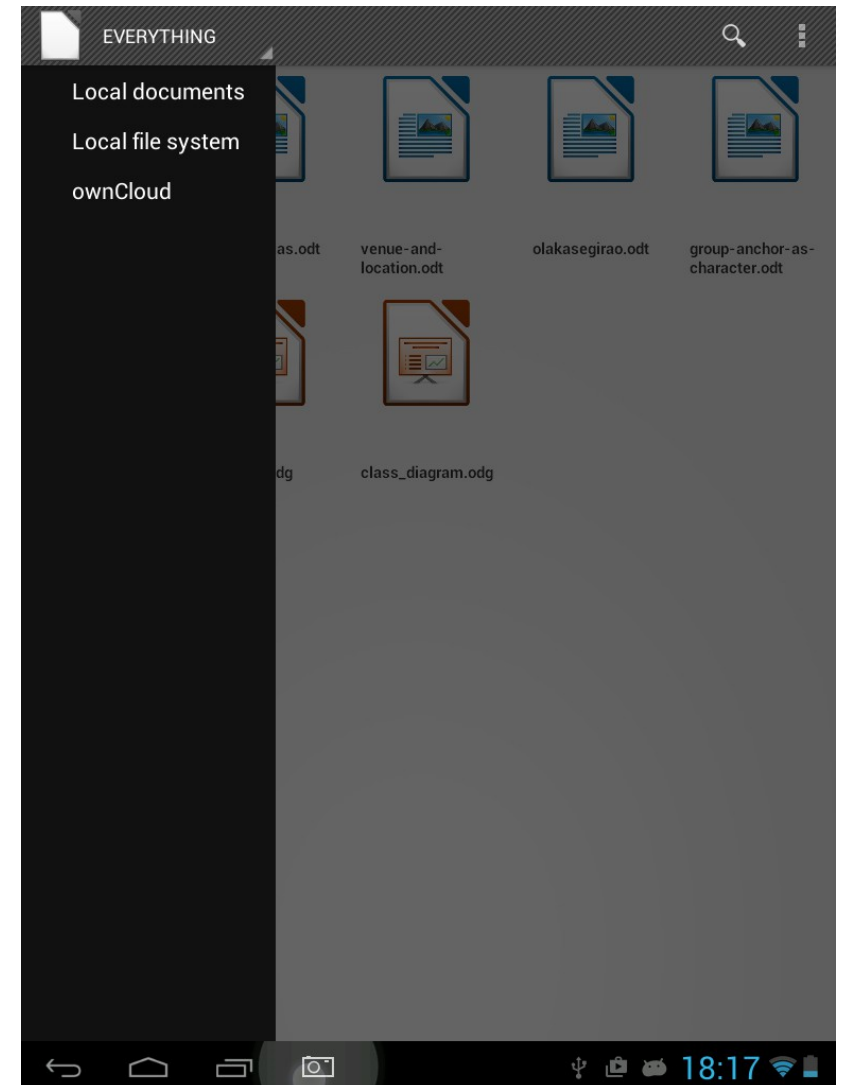 EVERYTHING
Local documents
Local file system
ownCloud
as.odt
venue-and-
location.odt
olakasegirao.odt
group-anchor-as-
character.odt
dg
class_diagram.odg
18:17